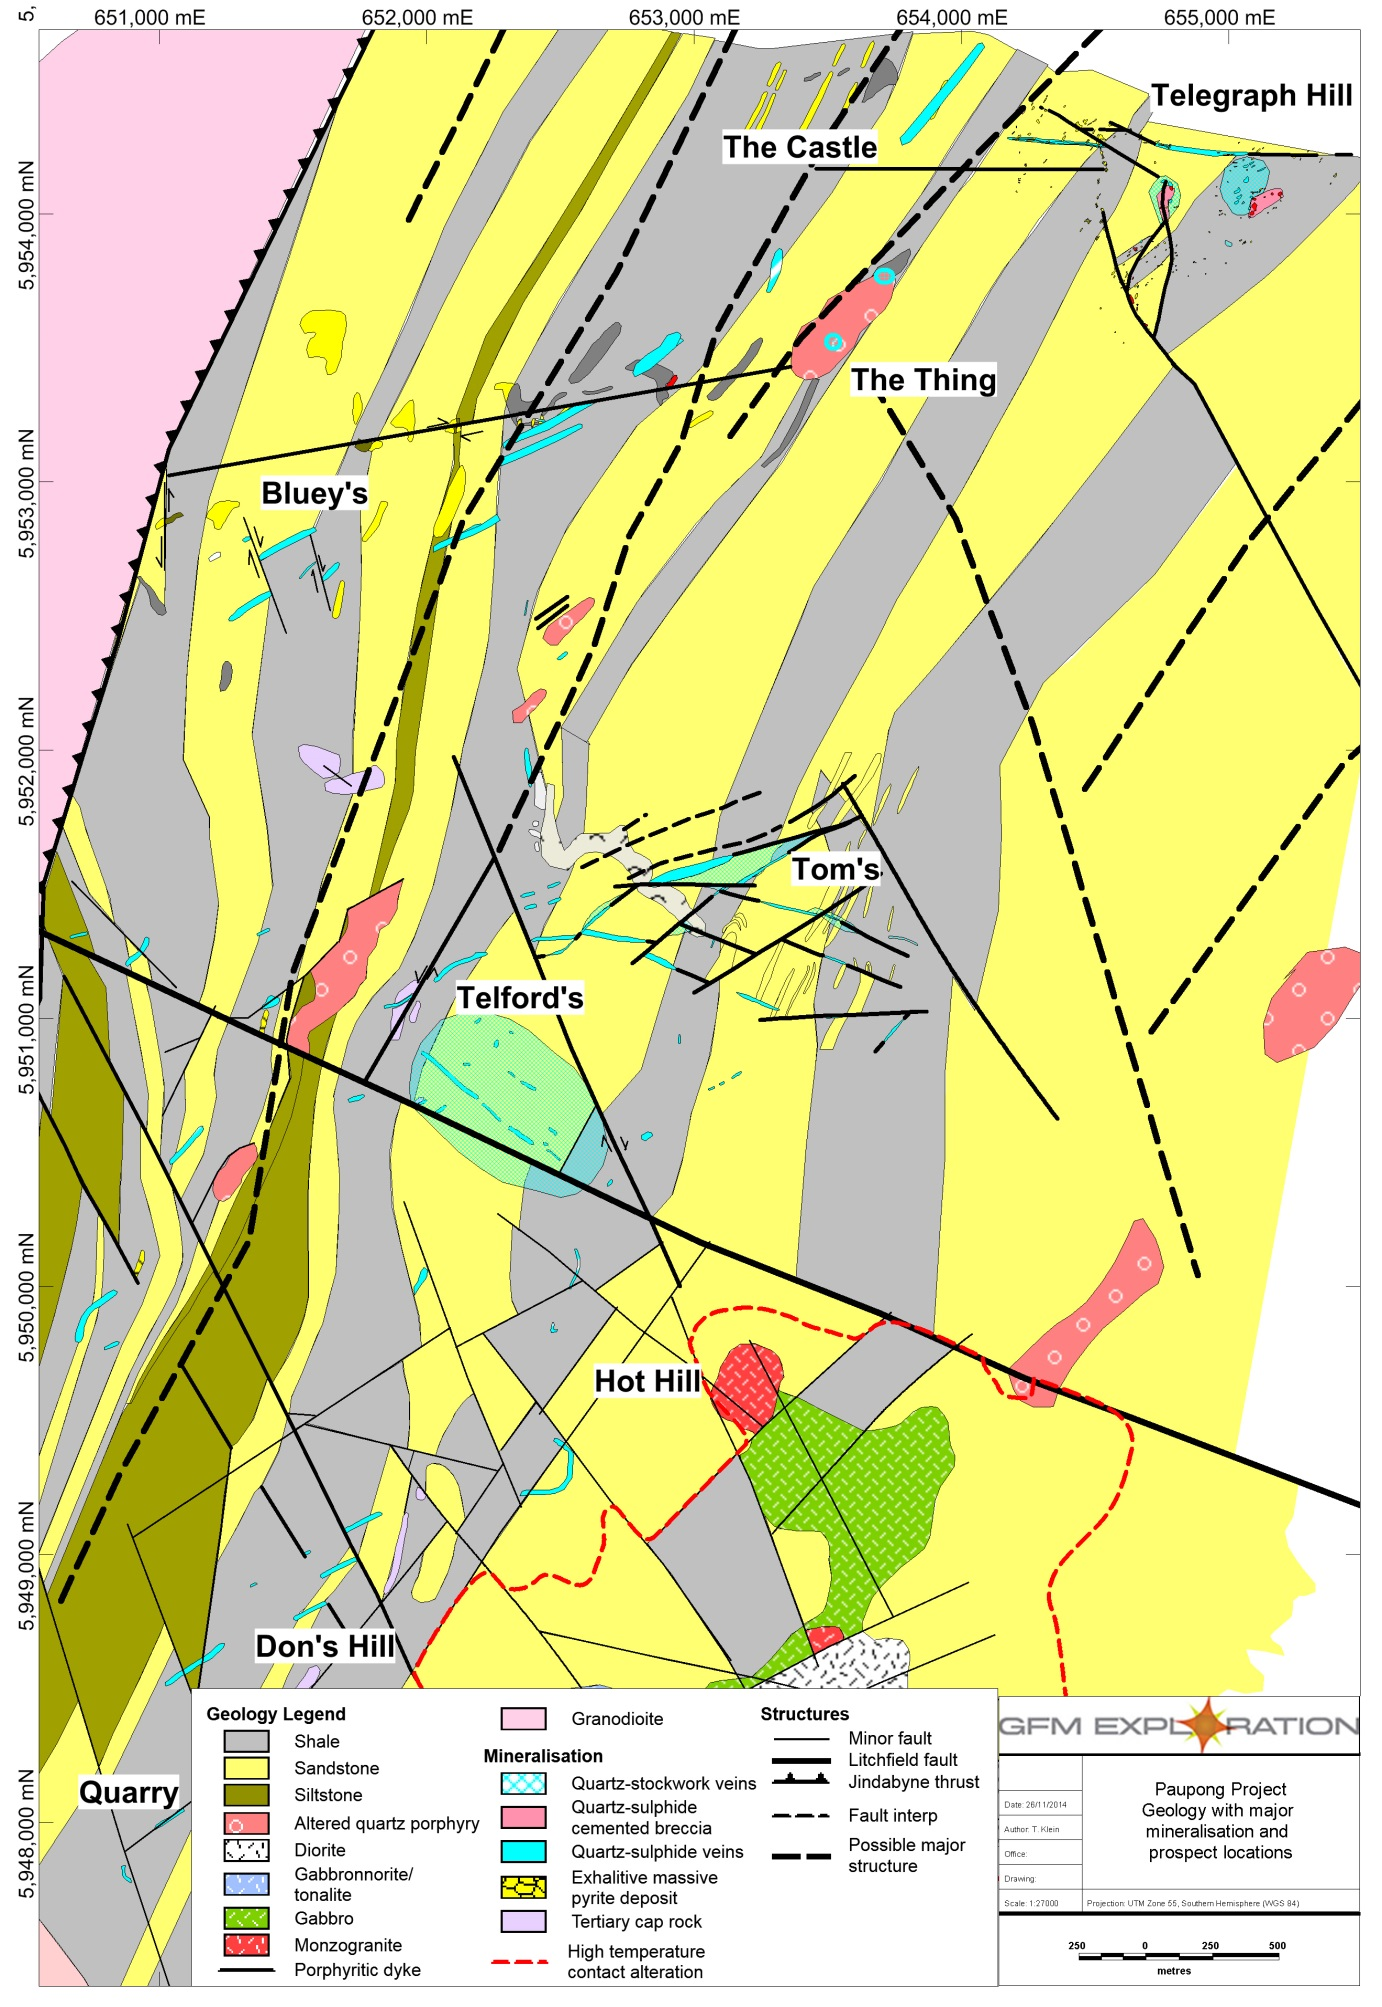 5,
651,000 mE
652,000 mE
653,000 mE
654,000 mE
655,000 mE
Telegraph Hill
The Castle
5,954,000 mN
The Thing
Bluey's
5,953,000 mN
5,952,000 mN
Tom's
Telford's
5,951,000 mN
5,950,000 mN
Hot Hill
5,949,000 mN
Don's Hill
Quarry
5,948,000 mN
Geology Legend
Shale
Sandstone
Siltstone
Altered quartz porphyry
Diorite
Gabbronnorite/
tonalite
Gabbro
Monzogranite
Porphyritic dyke
Granodioite
Mineralisation
Quartz-stockwork veins
Quartz-sulphide
cemented breccia
Quartz-sulphide veins
Exhalitive massive
pyrite deposit
Tertiary cap rock
High temperature
contact alteration
Structures
Minor fault
Litchfield fault
Jindabyne thrust
Fault interp
Possible major
structure
GFM EXPLORATION
Date: 26/11/2014
Author: T. Klein
Office:
Drawing:
Scale: 1:27000
Paupong Project
Geology with major
mineralisation and
prospect locations
Projection: UTM Zone 55, Southern Hemisphere (WGS 84)
250 0 250 500
metres